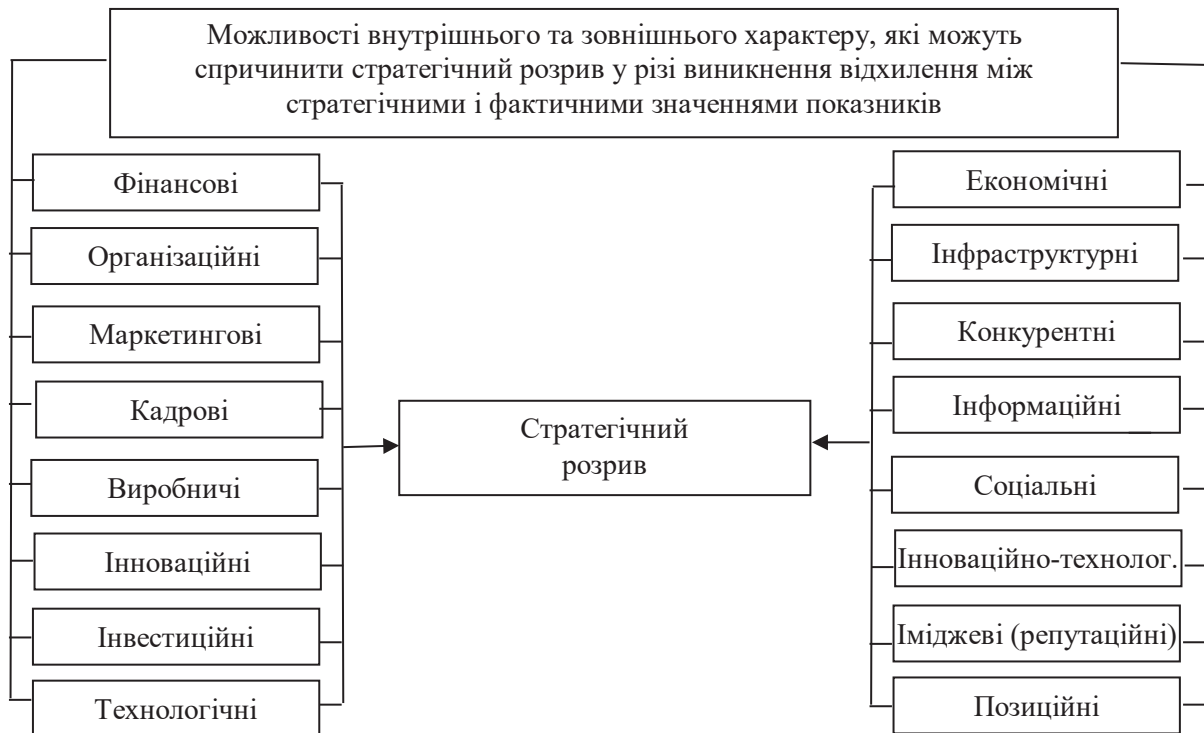 Можливості внутрішнього та зовнішнього характеру, які можуть
спричинити стратегічний розрив у різі виникнення відхилення між
стратегічними і фактичними значеннями показників
Фінансові
Організаційні
Маркетингові
Кадрові
Виробничі
Інноваційні
Інвестиційні
Технологічні
Стратегічний
розрив
Економічні
Інфраструктурні
Конкурентні
Інформаційні
Соціальні
Інноваційно-технолог.
Іміджеві (репутаційні)
Позиційні